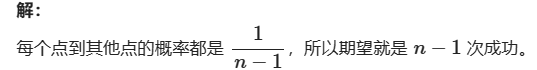 解：
每个点到其他点的概率都是 $\frac{1}{n-1}$，所以期望就是 $n-1$ 次成功。